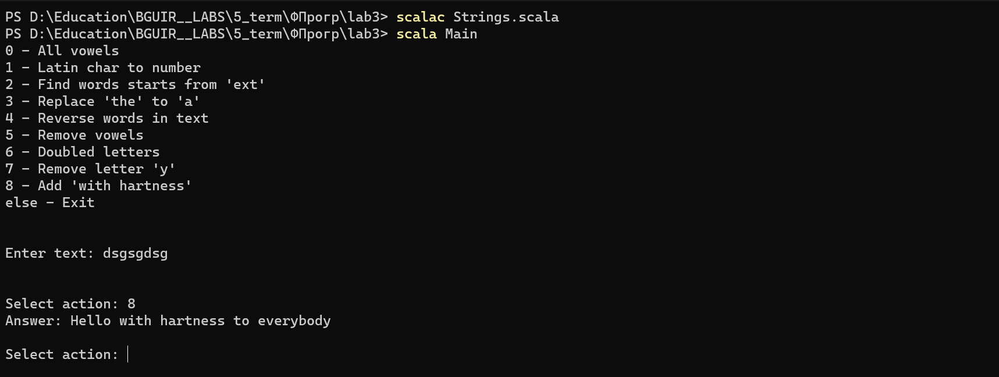 PS D:\Education\BGUIR__LABS\5_term\ФПрогр\lab3> scalac Strings.scala
PS D:\Education\BGUIR__LABS\5_term\ФПрогр\lab3> scala Main
0 - All vowels
1 - Latin char to number
2 - Find words starts from 'ext'
3 - Replace 'the' to 'a'
4 - Reverse words in text
5 - Remove vowels
6 - Doubled letters
7 - Remove letter 'y'
8 - Add 'with hartness'
else - Exit
Enter text: dsgsgdsg
Select action: 8
Answer: Hello with hartness to everybody
Select action: